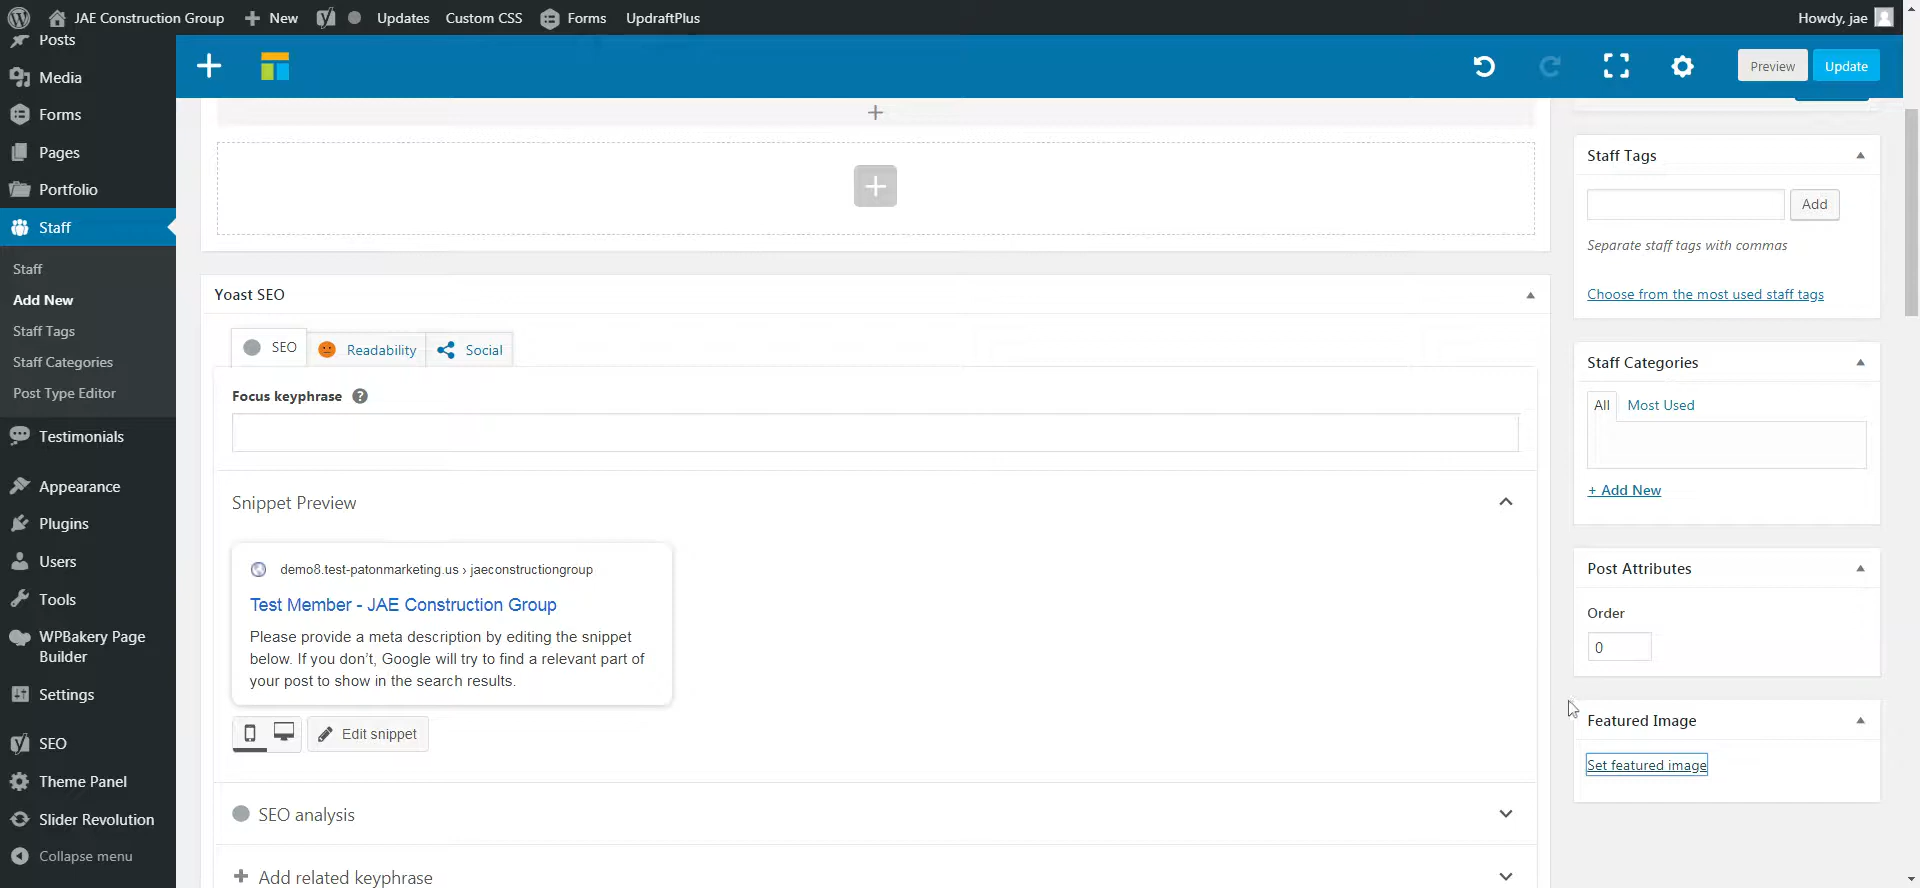 JAE Construction Group
New
Updates
Custom CSS
Forms
UpdraftPlus
Howdy, jae
Posts
Media
Forms
Pages
Portfolio
Staff
Staff
Add New
Staff Tags
Staff Categories
Post Type Editor
Testimonials
Appearance
Plugins
Users
Tools
WPBakery Page
Builder
Settings
SEO
Theme Panel
Slider Revolution
Collapse menu
Preview
Update
Yoast SEO
SEO
Readability
Social
Focus keyphrase
Snippet Preview
demo8.test-patonmarketing.us › jaeconstructiongroup
Test Member - JAE Construction Group
Please provide a meta description by editing the snippet
below. If you don’t, Google will try to find a relevant part of
your post to show in the search results.
Edit snippet
SEO analysis
Add related keyphrase
Staff Tags
Add
Separate staff tags with commas
Choose from the most used staff tags
Staff Categories
All
Most Used
+ Add New
Post Attributes
Order
0
Featured Image
Set featured image